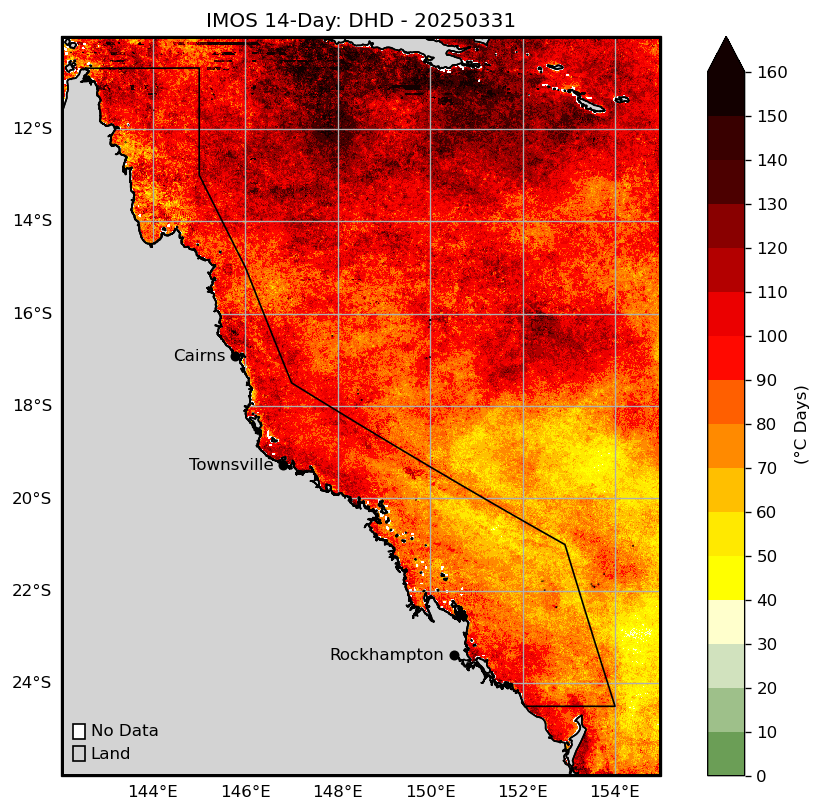 IMOS 14-Day: DHD - 20250331
12°S
14°S
16°S
18°S
20°S
22°S
24°S
Cairns
Townsville
Rockhampton
No Data
Land
144°E 146°E 148°E 150°E 152°E 154°E
160
150
140
130
120
110
100
90
80
70
60
50
40
30
20
10
0
(°C Days)